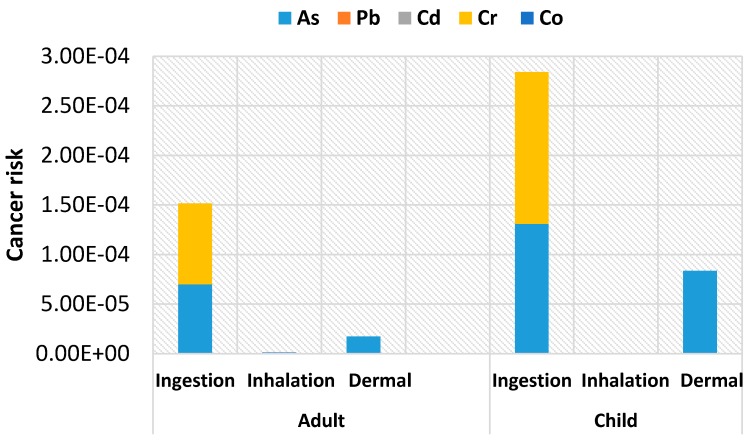 As Pb Cd Cr Co
3.00E-04
2.50E-04
2.00E-04
1.50E-04
1.00E-04
5.00E-05
0.00E+00
Cancer risk
Ingestion Inhalation Dermal Ingestion Inhalation Dermal
Adult Child